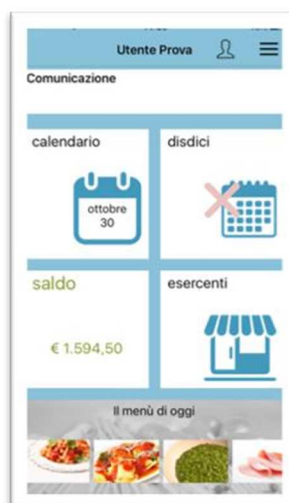 Utente Prova
Comunicazione
calendario
disdici
ottobre
30
saldo
esercenti
€ 1.594,50
Il menù di oggi